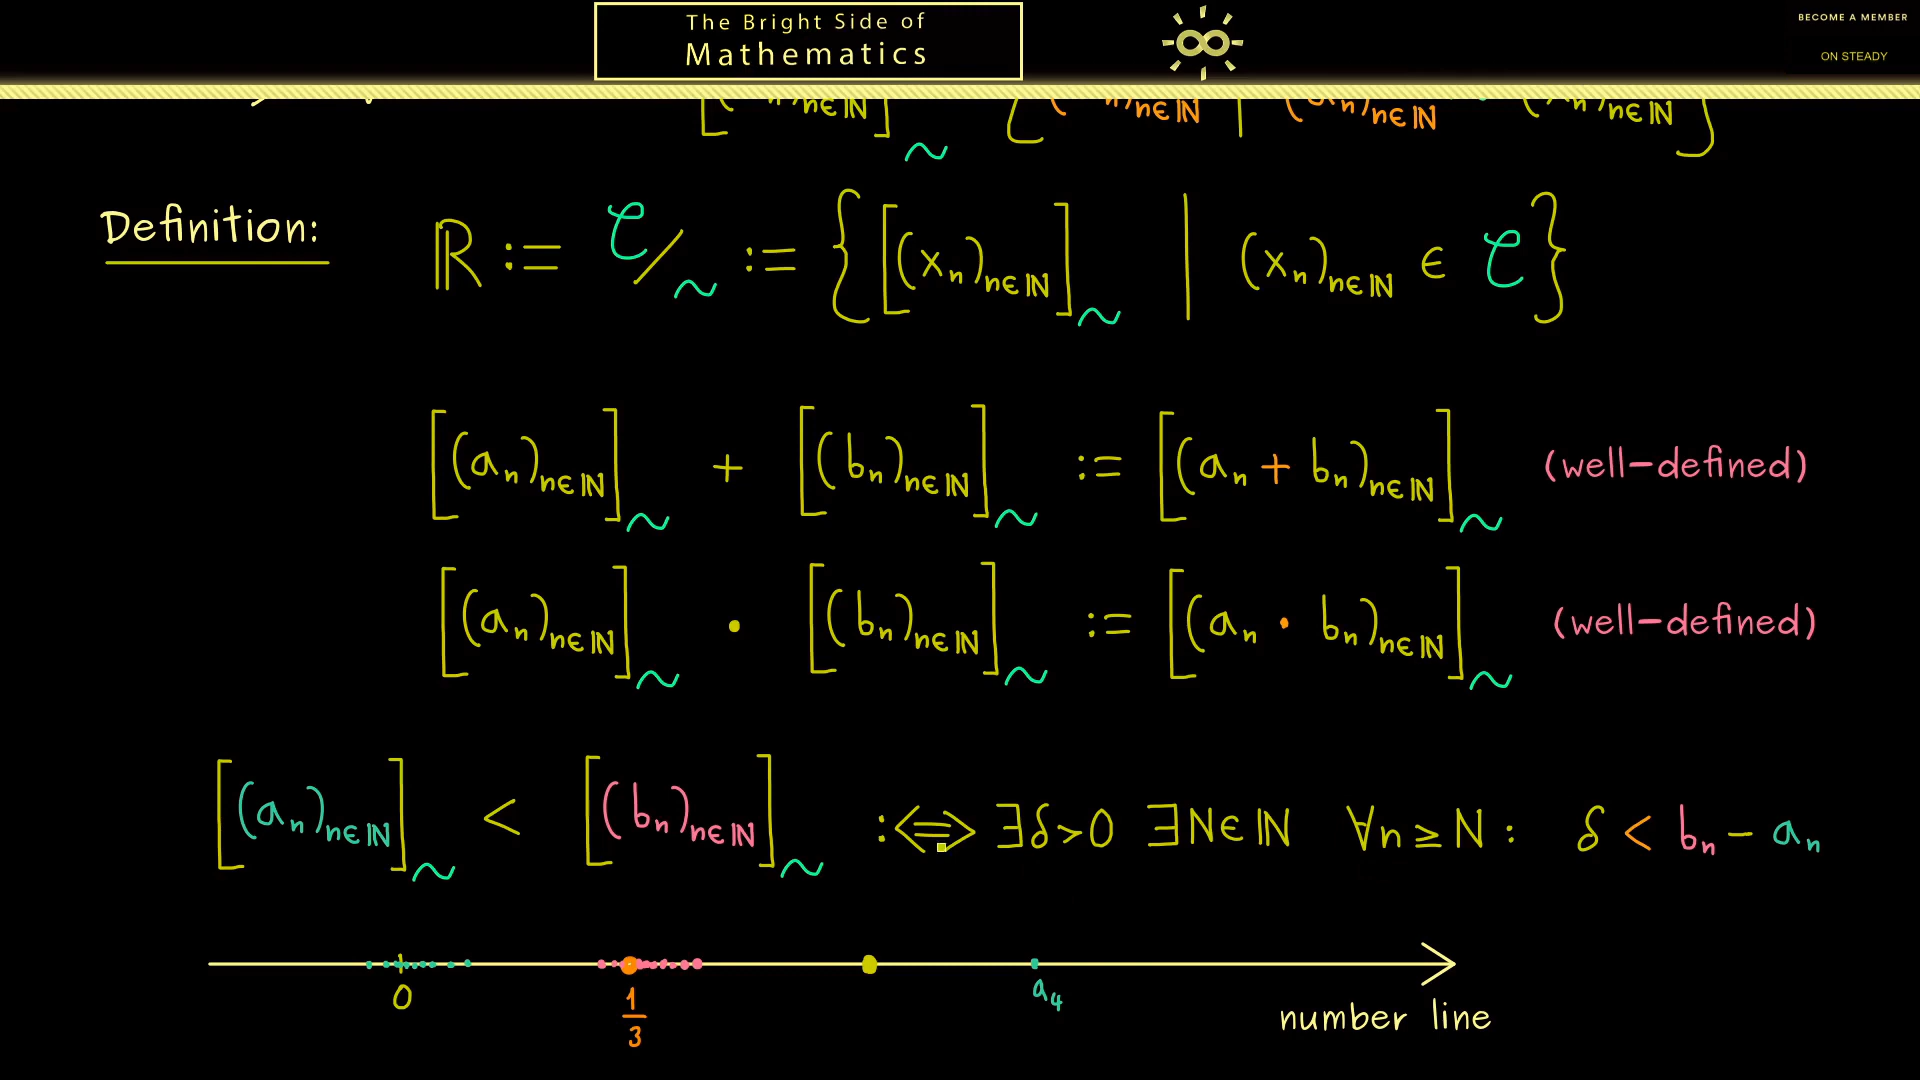 The Bright Side of
Mathematics
BECOME A MEMBER
ON STEADY
Definition: ℝ := 𝒞/~ := { [(xₙ)ₙ∈ℕ]~ | (xₙ)ₙ∈ℕ ∈ 𝒞 }
[(aₙ)ₙ∈ℕ]~ + [(bₙ)ₙ∈ℕ]~ := [(aₙ + bₙ)ₙ∈ℕ]~ (well-defined)
[(aₙ)ₙ∈ℕ]~ · [(bₙ)ₙ∈ℕ]~ := [(aₙ · bₙ)ₙ∈ℕ]~ (well-defined)
[(aₙ)ₙ∈ℕ]~ < [(bₙ)ₙ∈ℕ]~ :⟺ ∃δ>0 ∃N∈ℕ ∀n≥N: δ < bₙ - aₙ
0 1/3 a₄ number line